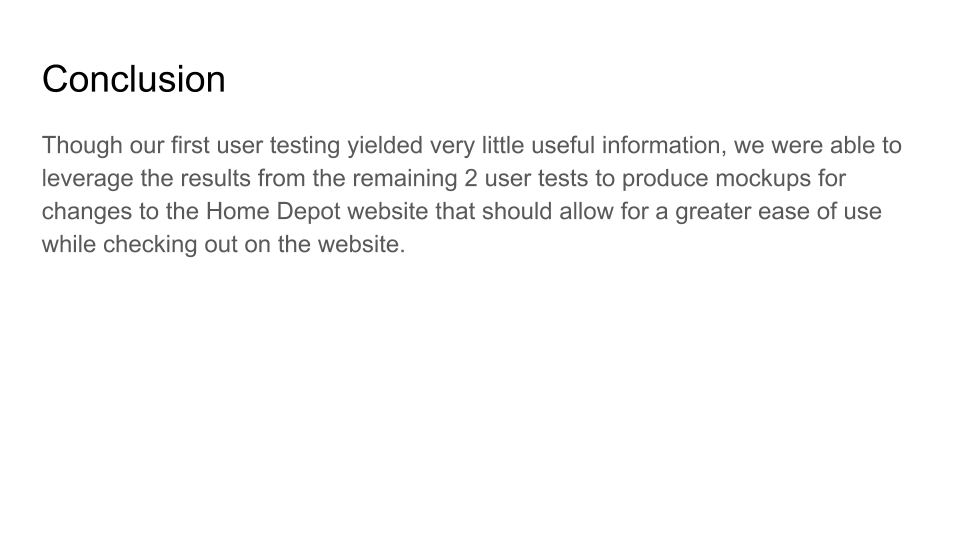 Conclusion
Though our first user testing yielded very little useful information, we were able to
leverage the results from the remaining 2 user tests to produce mockups for
changes to the Home Depot website that should allow for a greater ease of use
while checking out on the website.